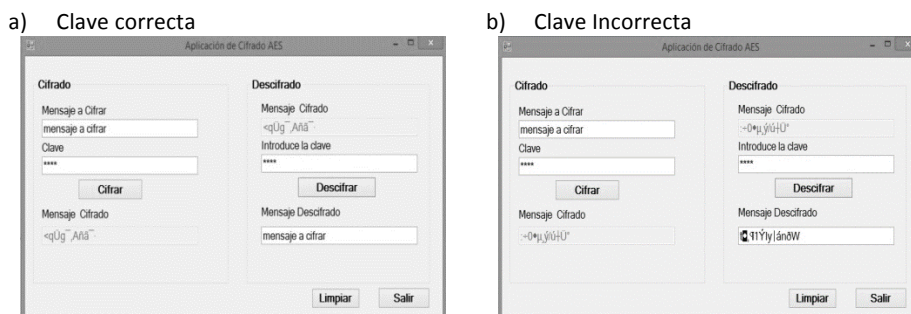 a) Clave correcta
Aplicación de Cifrado AES
Cifrado
Mensaje a Cifrar
mensaje a cifrar
Clave
****
Cifrar
Mensaje Cifrado
Descifrado
Mensaje Cifrado
Introduce la clave
****
Descifrar
Mensaje Descifrado
mensaje a cifrar
Limpiar Salir
b) Clave Incorrecta
Aplicación de Cifrado AES
Cifrado
Mensaje a Cifrar
mensaje a cifrar
Clave
****
Cifrar
Mensaje Cifrado
Descifrado
Mensaje Cifrado
Introduce la clave
****
Descifrar
Mensaje Descifrado
Limpiar Salir